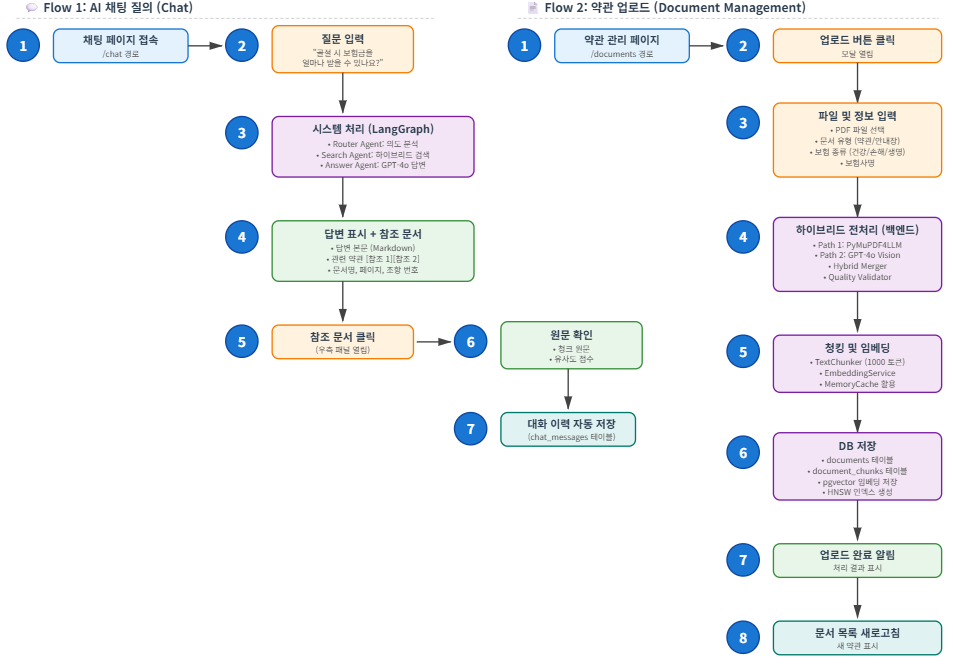 💬 Flow 1: AI 채팅 질의 (Chat)
1
채팅 페이지 접속
/chat 경로
2
질문 입력
"골절 시 보험금을
얼마나 받을 수 있나요?"
3
시스템 처리 (LangGraph)
• Router Agent: 의도 분석
• Search Agent: 하이브리드 검색
• Answer Agent: GPT-4o 답변
4
답변 표시 + 참조 문서
• 답변 본문 (Markdown)
• 관련 약관 [참조 1][참조 2]
• 문서명, 페이지, 조항 번호
5
참조 문서 클릭
(우측 패널 열림)
6
원문 확인
• 청크 원문
• 유사도 점수
7
대화 이력 자동 저장
(chat_messages 테이블)
📄 Flow 2: 약관 업로드 (Document Management)
1
약관 관리 페이지
/documents 경로
2
업로드 버튼 클릭
모달 열림
3
파일 및 정보 입력
• PDF 파일 선택
• 문서 유형 (약관/안내장)
• 보험 종류 (건강/손해/생명)
• 보험사명
4
하이브리드 전처리 (백엔드)
• Path 1: PyMuPDF4LLM
• Path 2: GPT-4o Vision
• Hybrid Merger
• Quality Validator
5
청킹 및 임베딩
• TextChunker (1000 토큰)
• EmbeddingService
• MemoryCache 활용
6
DB 저장
• documents 테이블
• document_chunks 테이블
• pgvector 임베딩 저장
• HNSW 인덱스 생성
7
업로드 완료 알림
처리 결과 표시
8
문서 목록 새로고침
새 약관 표시